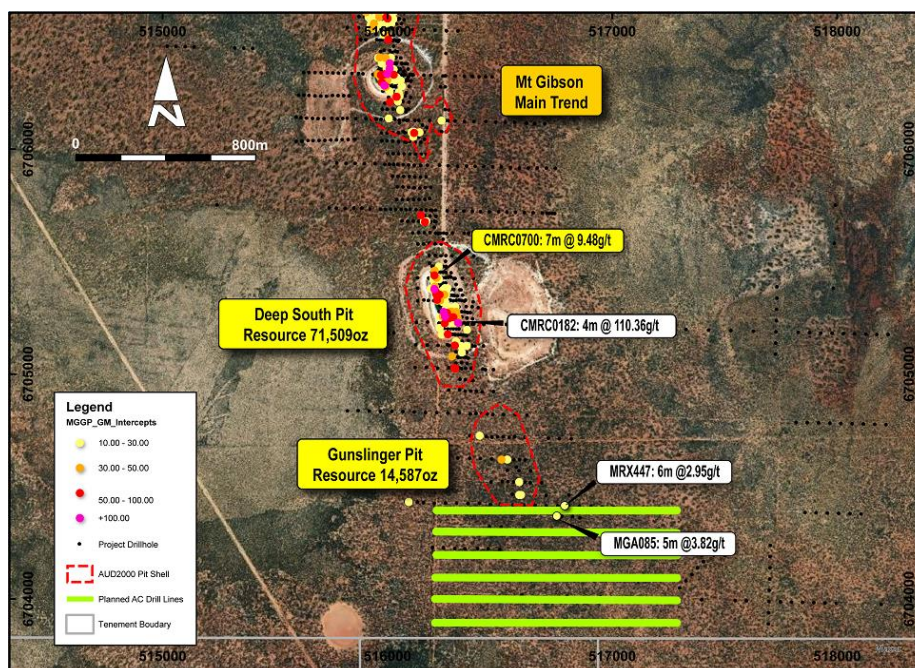 515000
516000
517000
518000
N
0
800m
Mt Gibson
Main Trend
6706000
6706000
CMRC0700: 7m @ 9.48g/t
Deep South Pit
Resource 71,509oz
CMRC0182: 4m @ 110.36g/t
6705000
6705000
Legend
MGGP_GM_Intercepts
10.00 - 30.00
30.00 - 50.00
50.00 - 100.00
+100.00
Project Drillhole
AUD2000 Pit Shell
Planned AC Drill Lines
Tenement Boudary
Gunslinger Pit
Resource 14,587oz
MRX447: 6m @2.95g/t
MGA085: 5m @3.82g/t
6704000
6704000
515000
516000
517000
518000